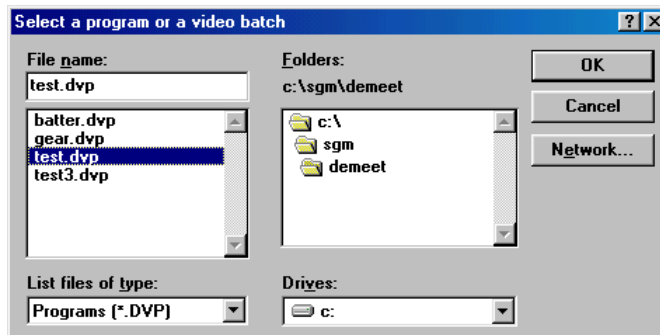 Select a program or a video batch
File name:
test.dvp
batter.dvp
gear.dvp
test.dvp
test3.dvp
List files of type:
Programs (*.DVP)
Folders:
c:\sgm\demeet
c:\
sgm
demeet
Drives:
c:
OK
Cancel
Network...